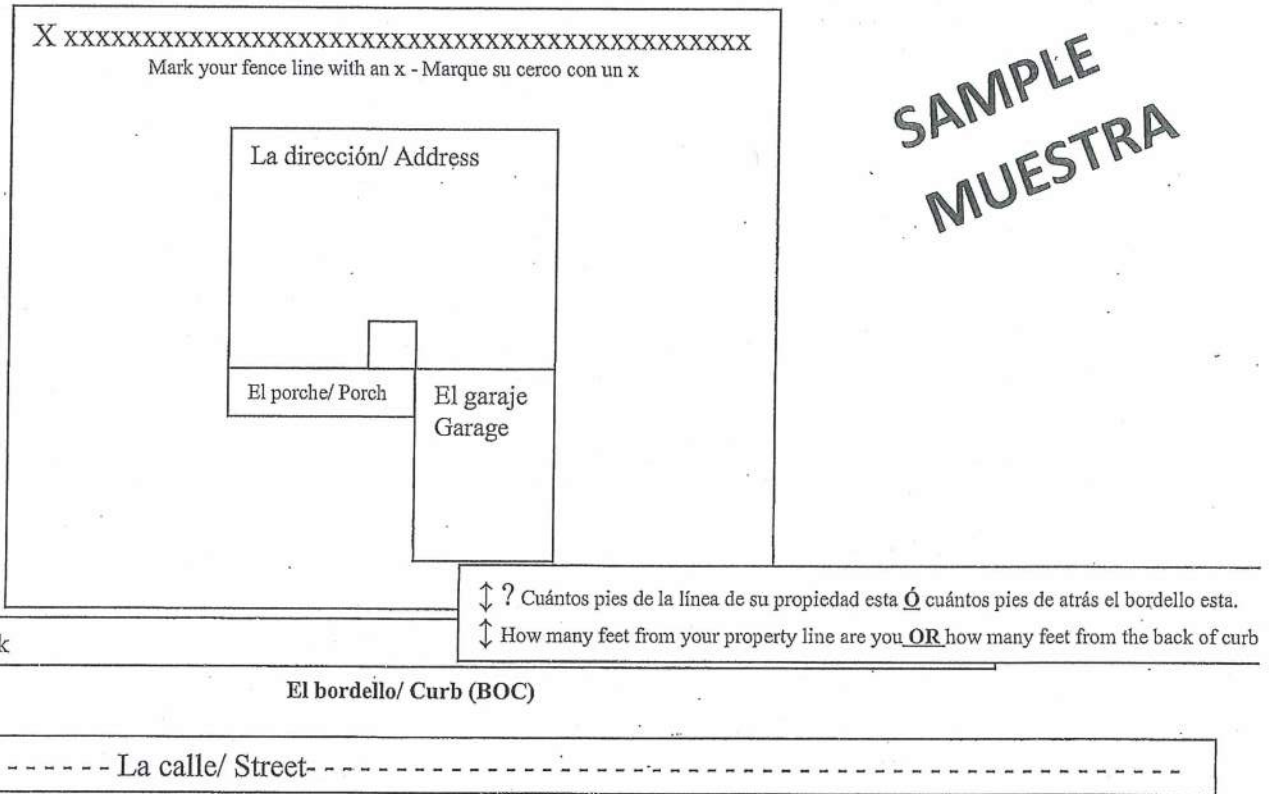 X xxxxxxxxxxxxxxxxxxxxxxxxxxxxxxxxxxxxxxxxxxxx
Mark your fence line with an x - Marque su cerco con un x
SAMPLE
MUESTRA
La dirección/ Address
El porche/ Porch
El garaje
Garage
↕ ? Cuántos pies de la línea de su propiedad esta Ó cuántos pies de atrás el bordello esta.
↕ How many feet from your property line are you OR how many feet from the back of curb
k
El bordello/ Curb (BOC)
- - - - - - La calle/ Street- - - - - - - - - - - - - - - - - - - - - - - - - - - - - - - - - - - - - - - - - - - - - - - - - - - -